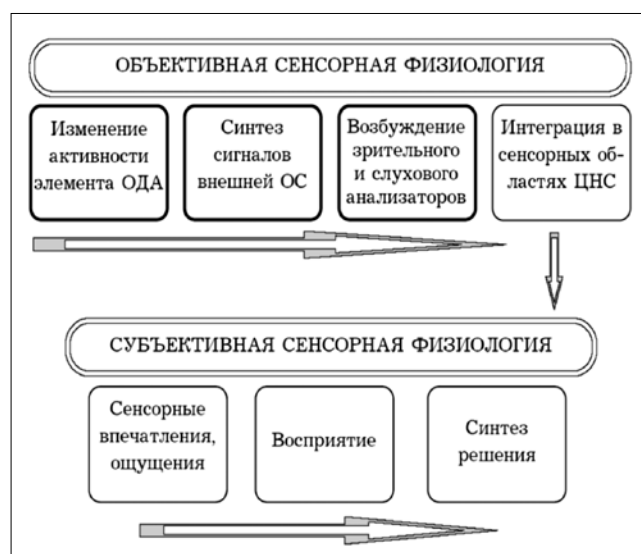 ОБЪЕКТИВНАЯ СЕНСОРНАЯ ФИЗИОЛОГИЯ
Изменение
активности
элемента ОДА
Синтез
сигналов
внешней ОС
Возбуждение
зрительного
и слухового
анализаторов
Интеграция в
сенсорных об-
ластях ЦНС
СУБЪЕКТИВНАЯ СЕНСОРНАЯ ФИЗИОЛОГИЯ
Сенсорные
впечатления,
ощущения
Восприятие
Синтез
решения